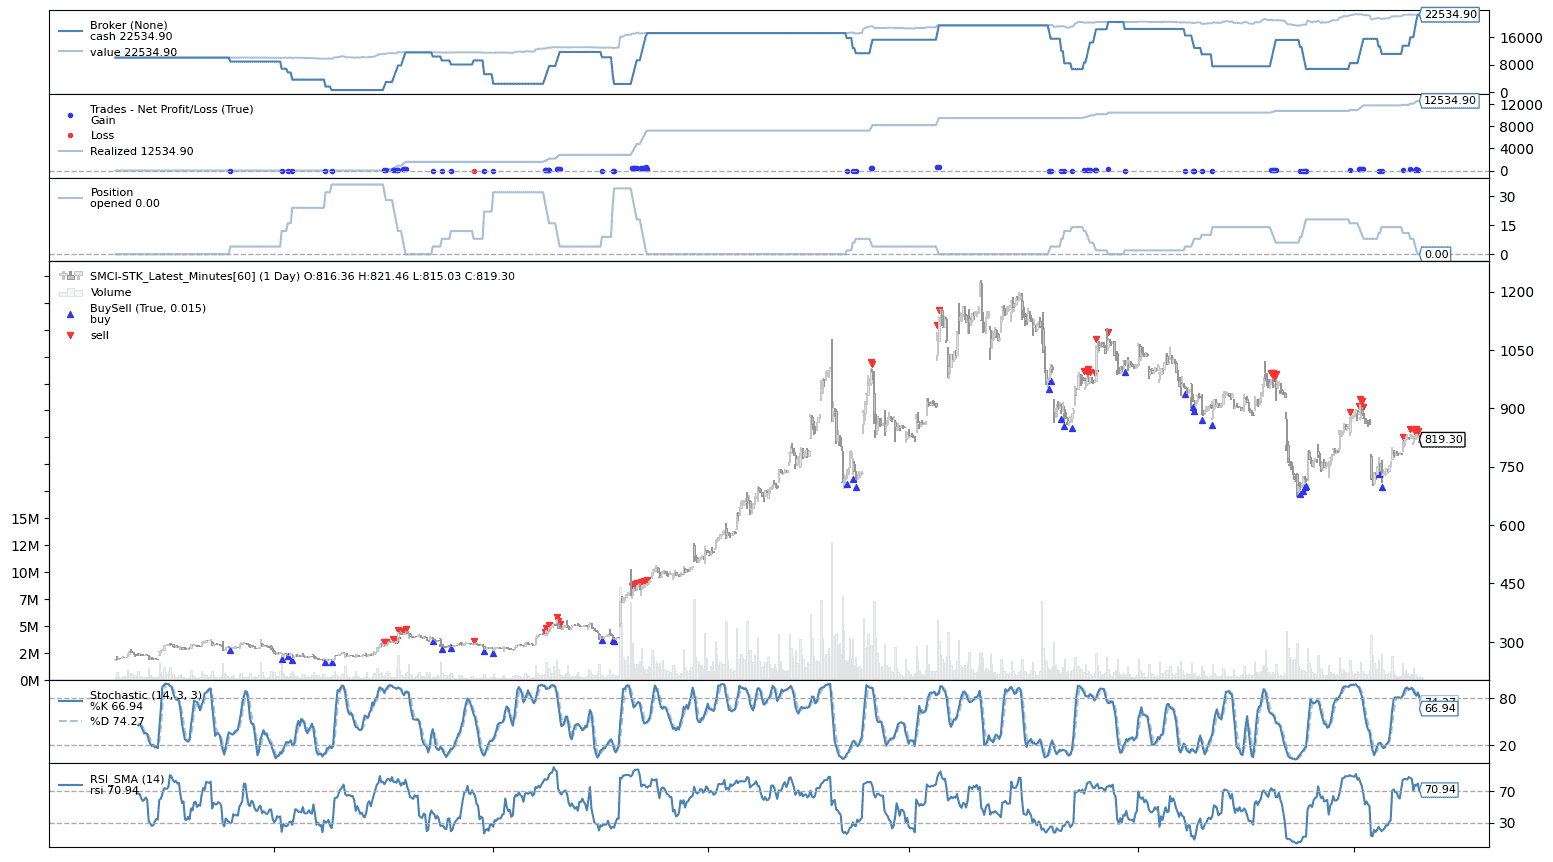 Broker (None)
cash 22534.90
value 22534.90
22534.90
16000
8000
0
Trades - Net Profit/Loss (True)
Gain
Loss
Realized 12534.90
12534.90
12000
8000
4000
0
Position
opened 0.00
30
15
0
0.00
SMCI-STK_Latest_Minutes[60] (1 Day) O:816.36 H:821.46 L:815.03 C:819.30
Volume
BuySell (True, 0.015)
buy
sell
1200
1050
900
819.30
750
600
450
300
15M
12M
10M
7M
5M
2M
0M
Stochastic (14, 3, 3)
%K 66.94
%D 74.27
80
74.27
66.94
20
RSI_SMA (14)
rsi 70.94
70
70.94
30